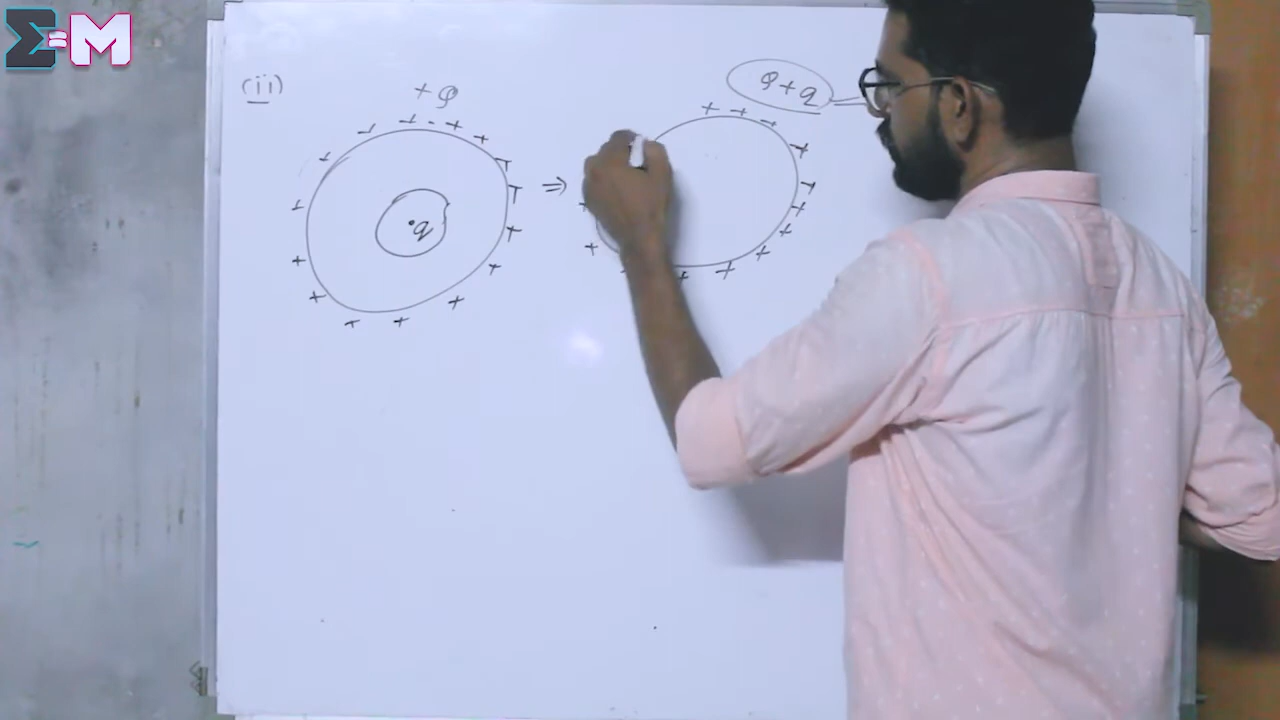 Σ=M
(ii)
+Q
Q+q
q
⇒